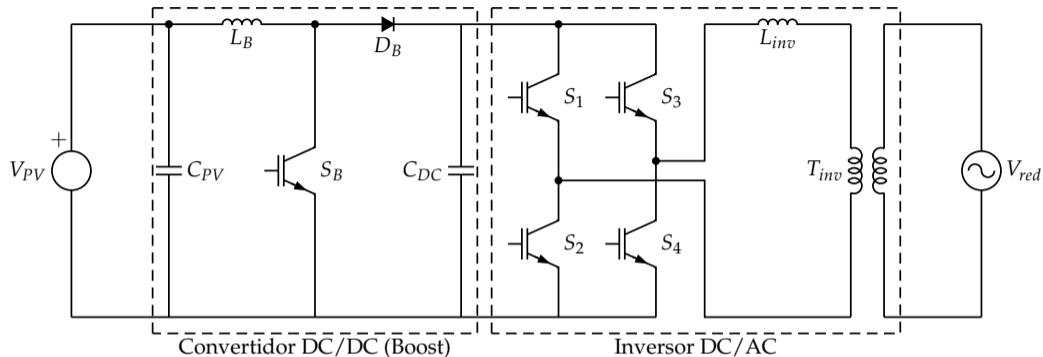 L_B
D_B
L_inv
+
V_PV
C_PV
S_B
C_DC
S_1
S_3
S_2
S_4
T_inv
V_red
Convertidor DC/DC (Boost)
Inversor DC/AC